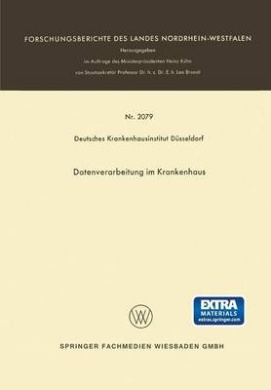 FORSCHUNGSBERICHTE DES LANDES NORDRHEIN-WESTFALEN
Herausgegeben
im Auftrage des Ministerpräsidenten Heinz Kühn
von Staatssekretär Professor Dr. h. c. Dr. E. h. Leo Brandt
Nr. 2079
Deutsches Krankenhausinstitut Düsseldorf
Datenverarbeitung im Krankenhaus
EXTRA
MATERIALS
extras.springer.com
SPRINGER FACHMEDIEN WIESBADEN GMBH